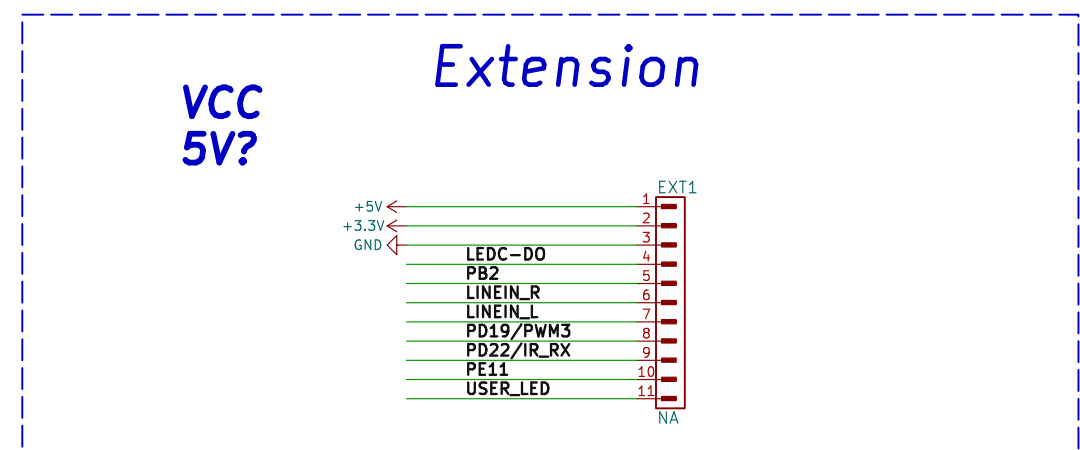 Extension
VCC
5V?
EXT1
+5V 1
+3.3V 2
GND 3
LEDC-DO 4
PB2 5
LINEIN_R 6
LINEIN_L 7
PD19/PWM3 8
PD22/IR_RX 9
PE11 10
USER_LED 11
NA